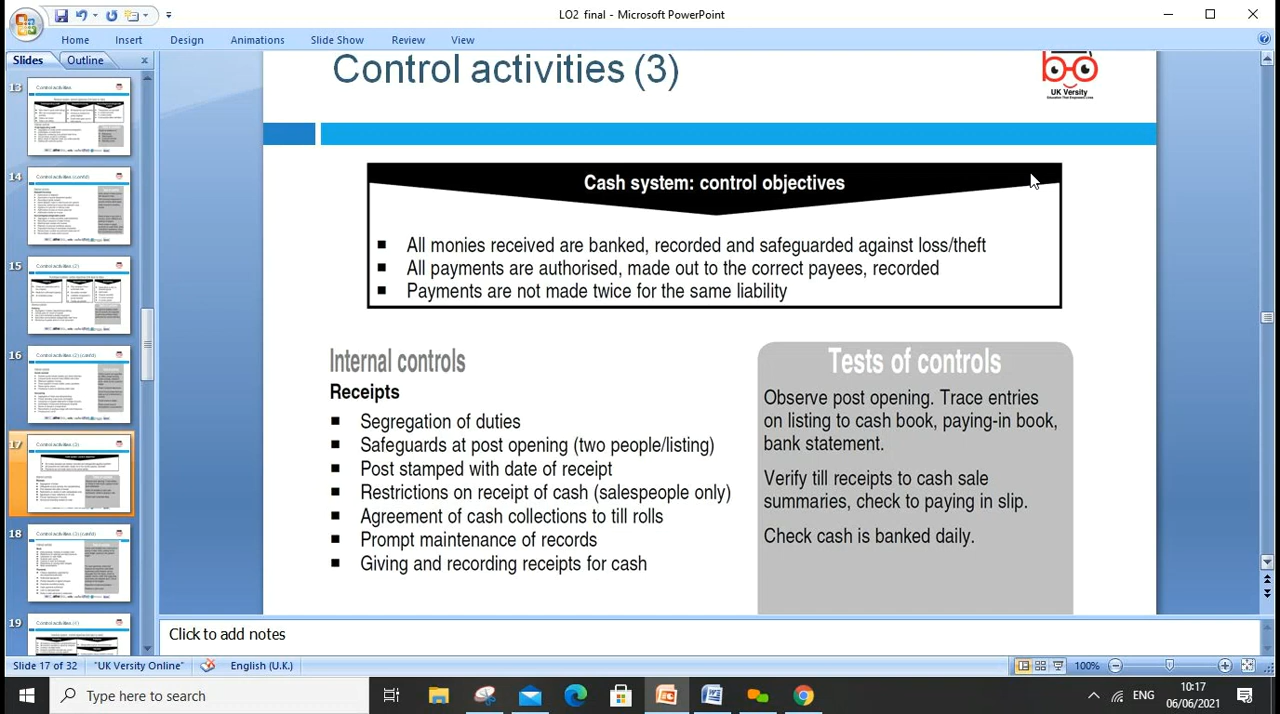 LO2 final - Microsoft PowerPoint
Home Insert Design Animations Slide Show Review View
Slides Outline
13
14
15
16
17
18
19
Control activities (3)
UK Versity
Cash system: control objectives
All monies received are banked, recorded and safeguarded against loss/theft
All payments are authorised, made out to the correct payees, recorded
Payments are not made twice for the same liability
Internal controls
Receipts
Segregation of duties
Safeguards at post opening (two people/listing)
Post stamped with date of receipt
Restrictions on receipt of cash (salespeople only)
Agreement of cash collections to till rolls
Prompt maintenance of records
Giving and recording receipts for cash
Tests of controls
Observe post opening. Trace entries
on listing to cash book, paying-in book,
bank statement.
Verify till receipts to cash sale
summaries, check to paying in slip.
Check cash is banked daily.
Click to add notes
Slide 17 of 32 "UK Versity Online" English (U.K.) 100%
Type here to search
ENG
10:17
06/06/2021